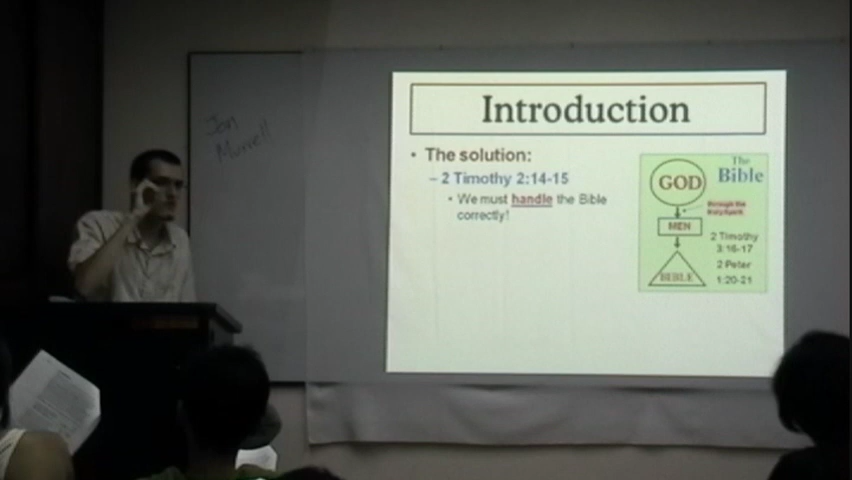 Jon
Murrell
Introduction
• The solution:
– 2 Timothy 2:14-15
• We must handle the Bible
correctly!
The
Bible
GOD
through the
Holy Spirit
MEN
2 Timothy
3:16-17
2 Peter
1:20-21
BIBLE